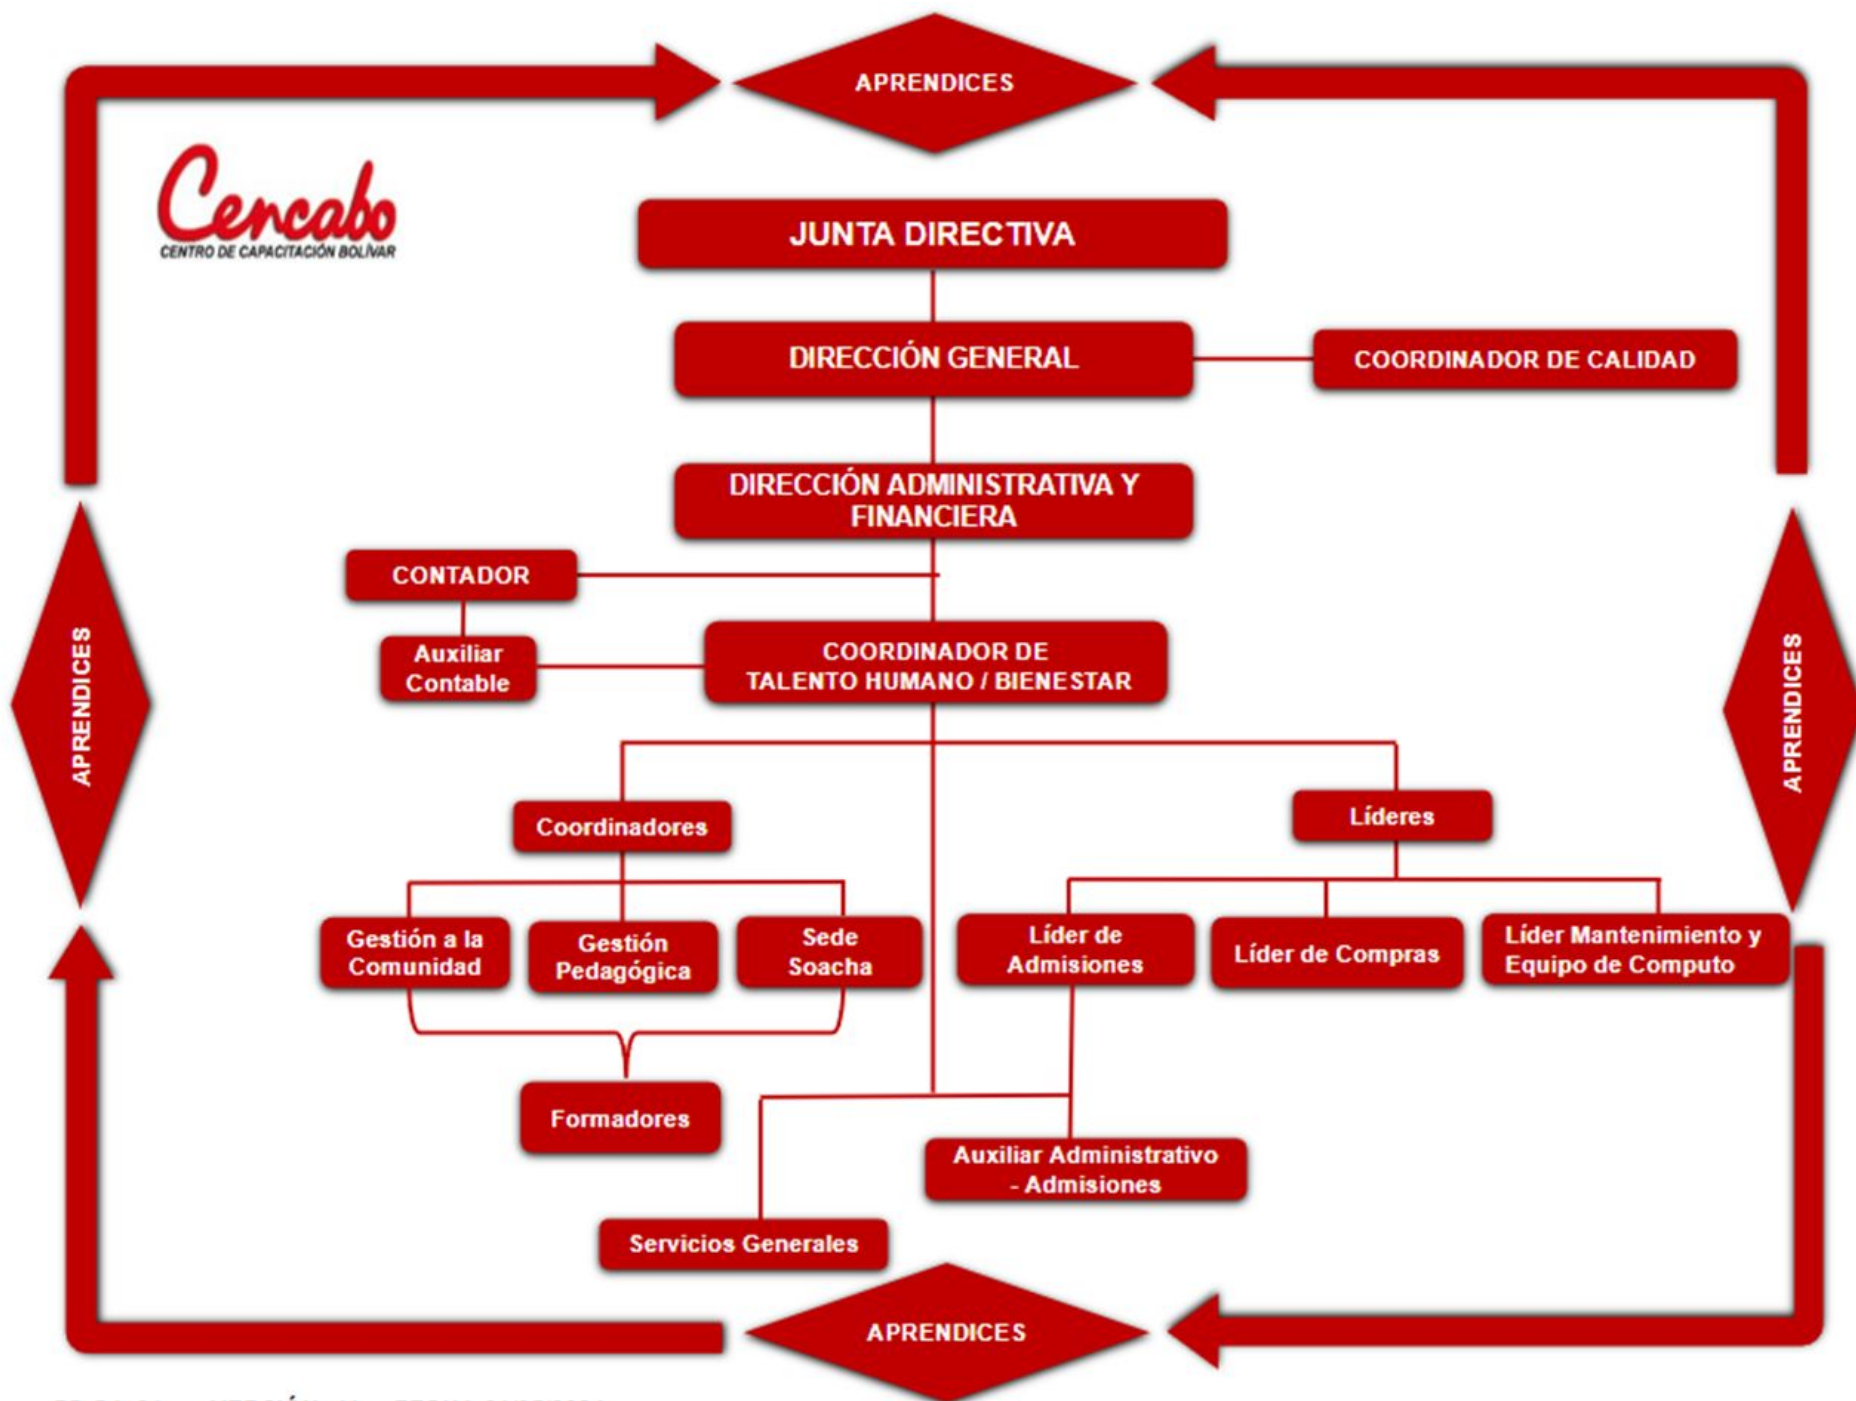 APRENDICES
Cencabo
CENTRO DE CAPACITACIÓN BOLÍVAR
JUNTA DIRECTIVA
DIRECCIÓN GENERAL
COORDINADOR DE CALIDAD
DIRECCIÓN ADMINISTRATIVA Y
FINANCIERA
CONTADOR
Auxiliar
Contable
COORDINADOR DE
TALENTO HUMANO / BIENESTAR
APRENDICES
APRENDICES
Coordinadores
Líderes
Gestión a la
Comunidad
Gestión
Pedagógica
Sede
Soacha
Líder de
Admisiones
Líder de Compras
Líder Mantenimiento y
Equipo de Computo
Formadores
Auxiliar Administrativo
- Admisiones
Servicios Generales
APRENDICES